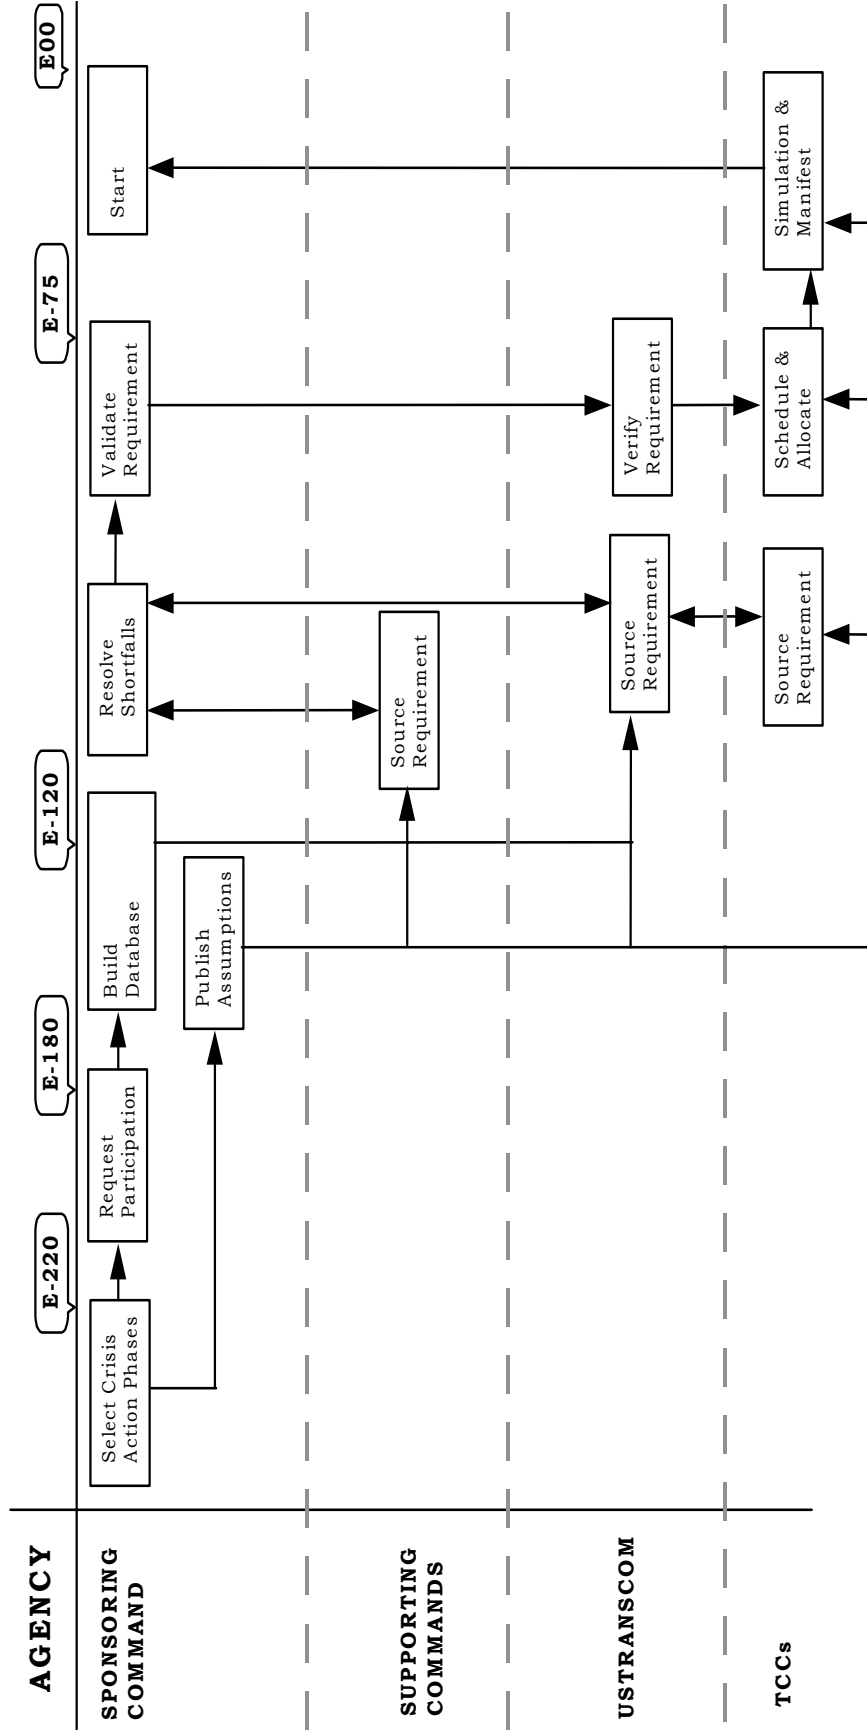 AGENCY
E-220
E-180
E-120
E-75
E00
SPONSORING
COMMAND
Select Crisis
Action Phases
Request
Participation
Build
Database
Resolve
Shortfalls
Validate
Requirement
Start
Publish
Assumptions
SUPPORTING
COMMANDS
Source
Requirement
USTRANSCOM
Source
Requirement
Verify
Requirement
TCCs
Source
Requirement
Schedule &
Allocate
Simulation &
Manifest